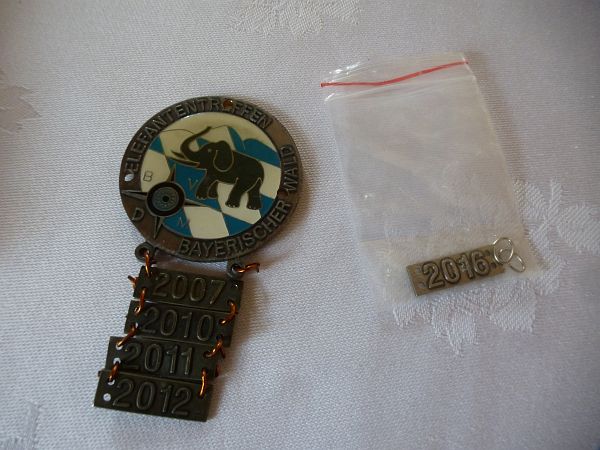 ELEFANTENTREFFEN
B V
D M
BAYERISCHER WALD
2007
2010
2011
2012
2016